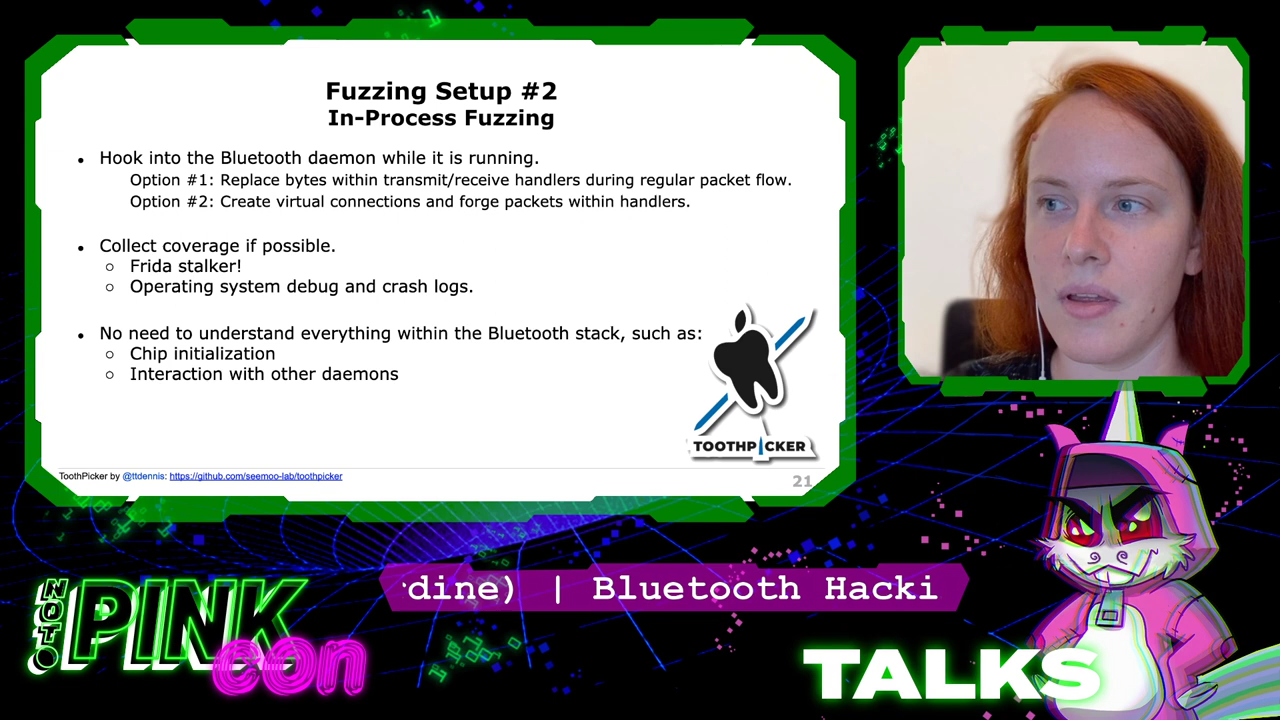 Fuzzing Setup #2
In-Process Fuzzing
• Hook into the Bluetooth daemon while it is running.
Option #1: Replace bytes within transmit/receive handlers during regular packet flow.
Option #2: Create virtual connections and forge packets within handlers.
• Collect coverage if possible.
○ Frida stalker!
○ Operating system debug and crash logs.
• No need to understand everything within the Bluetooth stack, such as:
○ Chip initialization
○ Interaction with other daemons
TOOTHPICKER
ToothPicker by @ttdennis: https://github.com/seemoo-lab/toothpicker
21
dine) | Bluetooth Hacki
NOT
PINK
con
TALKS